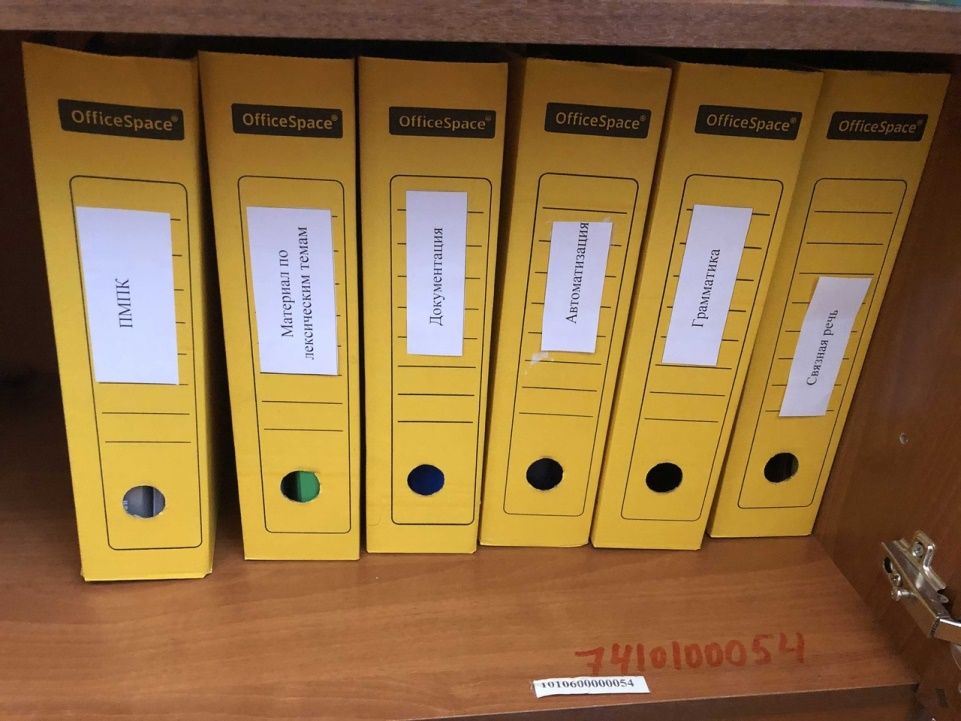 OfficeSpace®
ПМПК
OfficeSpace®
Материал по
лексическим темам
OfficeSpace®
Документация
OfficeSpace®
Автоматизация
OfficeSpace®
Грамматика
OfficeSpace®
Связная речь
7410100054
1010600000054